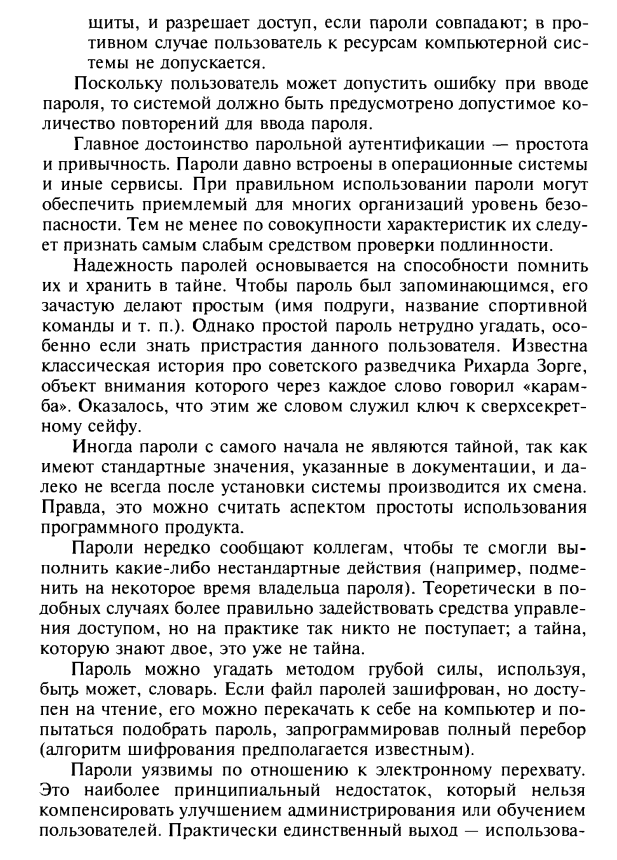 щиты, и разрешает доступ, если пароли совпадают; в про-
тивном случае пользователь к ресурсам компьютерной сис-
темы не допускается.
Поскольку пользователь может допустить ошибку при вводе
пароля, то системой должно быть предусмотрено допустимое ко-
личество повторений для ввода пароля.
Главное достоинство парольной аутентификации — простота
и привычность. Пароли давно встроены в операционные системы
и иные сервисы. При правильном использовании пароли могут
обеспечить приемлемый для многих организаций уровень безо-
пасности. Тем не менее по совокупности характеристик их следу-
ет признать самым слабым средством проверки подлинности.
Надежность паролей основывается на способности помнить
их и хранить в тайне. Чтобы пароль был запоминающимся, его
зачастую делают простым (имя подруги, название спортивной
команды и т. п.). Однако простой пароль нетрудно угадать, осо-
бенно если знать пристрастия данного пользователя. Известна
классическая история про советского разведчика Рихарда Зорге,
объект внимания которого через каждое слово говорил «карам-
ба». Оказалось, что этим же словом служил ключ к сверхсекрет-
ному сейфу.
Иногда пароли с самого начала не являются тайной, так как
имеют стандартные значения, указанные в документации, и да-
леко не всегда после установки системы производится их смена.
Правда, это можно считать аспектом простоты использования
программного продукта.
Пароли нередко сообщают коллегам, чтобы те смогли вы-
полнить какие-либо нестандартные действия (например, подме-
нить на некоторое время владельца пароля). Теоретически в по-
добных случаях более правильно задействовать средства управле-
ния доступом, но на практике так никто не поступает; а тайна,
которую знают двое, это уже не тайна.
Пароль можно угадать методом грубой силы, используя,
быть может, словарь. Если файл паролей зашифрован, но досту-
пен на чтение, его можно перекачать к себе на компьютер и по-
пытаться подобрать пароль, запрограммировав полный перебор
(алгоритм шифрования предполагается известным).
Пароли уязвимы по отношению к электронному перехвату.
Это наиболее принципиальный недостаток, который нельзя
компенсировать улучшением администрирования или обучением
пользователей. Практически единственный выход — использова-